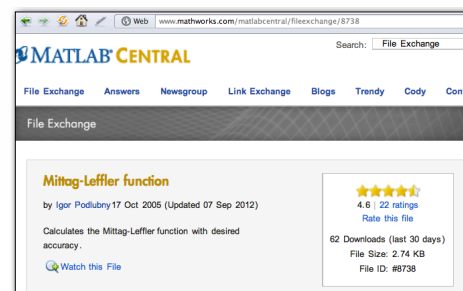 Web www.mathworks.com/matlabcentral/fileexchange/8738
Search: File Exchange
MATLAB CENTRAL
File Exchange Answers Newsgroup Link Exchange Blogs Trendy Cody Con
File Exchange
Mittag-Leffler function
by Igor Podlubny17 Oct 2005 (Updated 07 Sep 2012)
Calculates the Mittag-Leffler function with desired
accuracy.
Watch this File
4.6 | 22 ratings
Rate this file
62 Downloads (last 30 days)
File Size: 2.74 KB
File ID: #8738